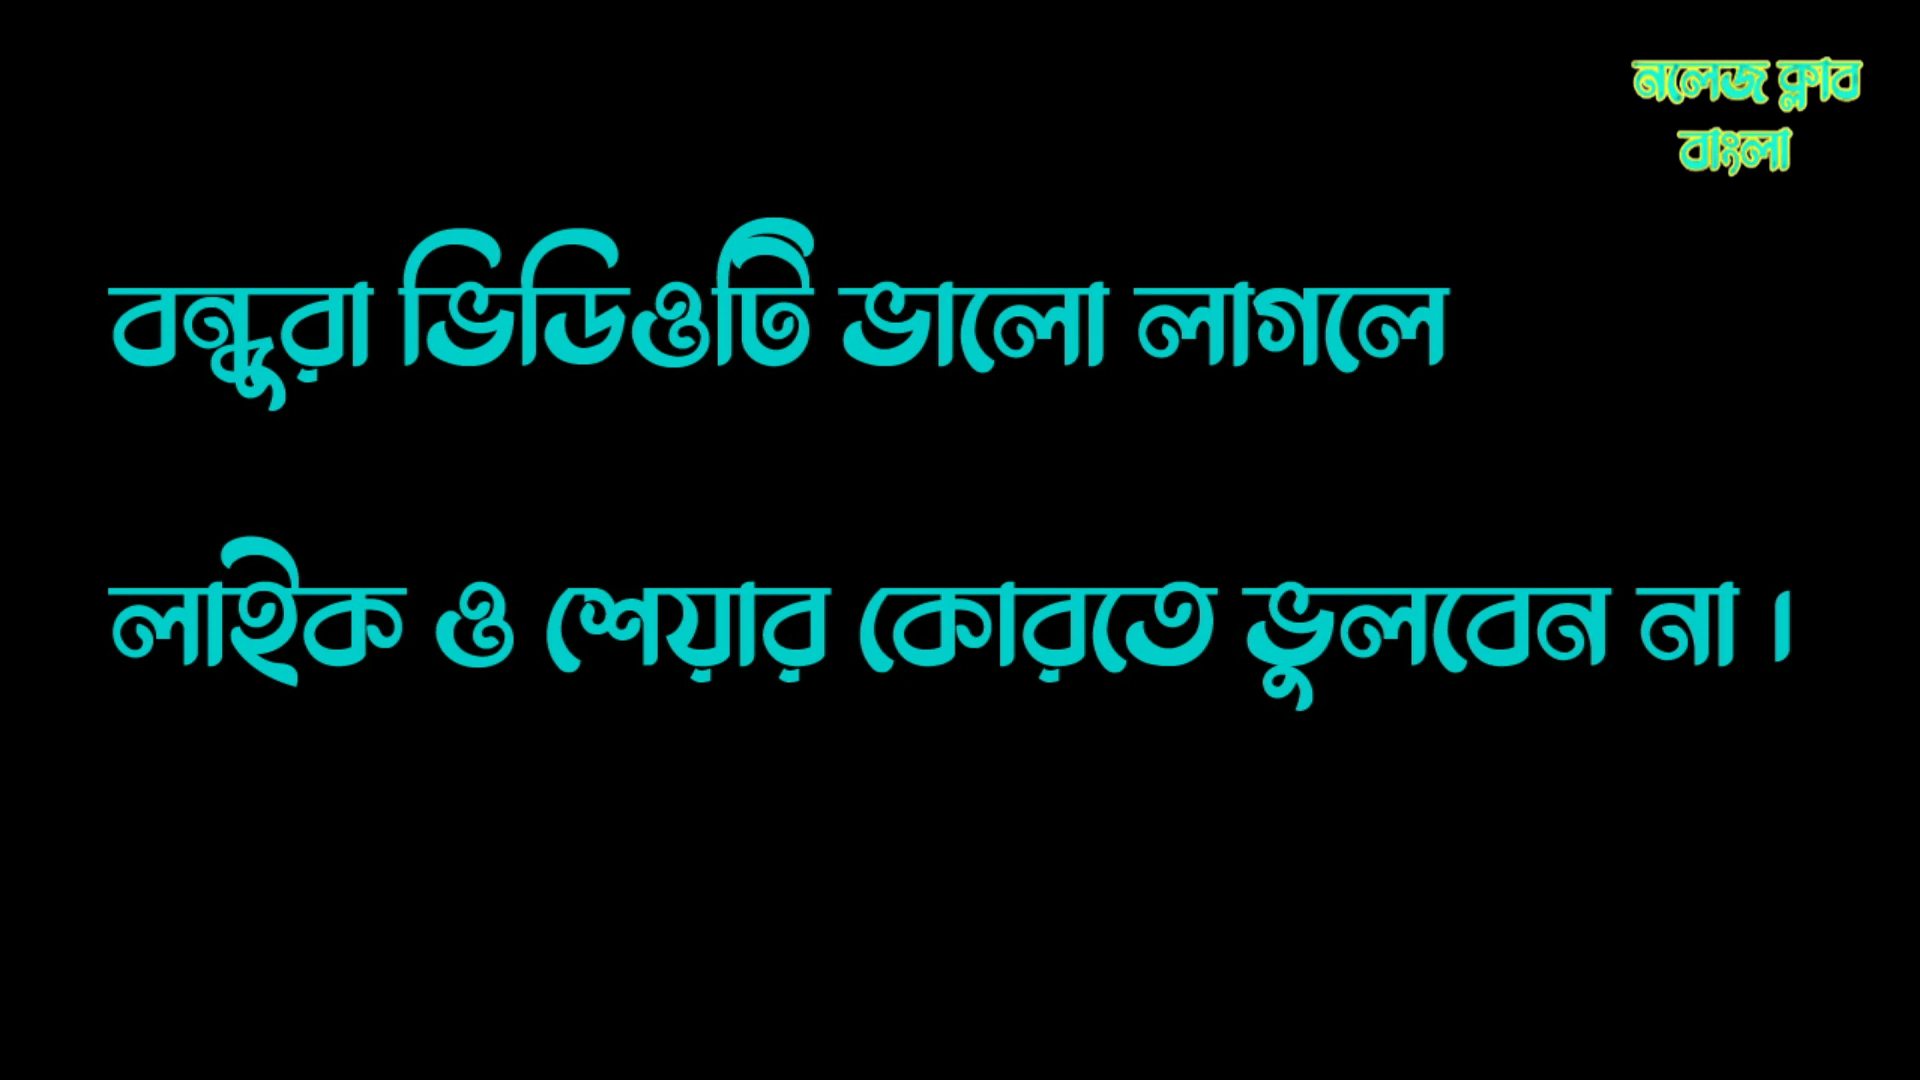 নলেজ ক্লাব
বাংলা
বন্ধুরা ভিডিওটি ভালো লাগলে
লাইক ও শেয়ার কোরতে ভুলবেন না।